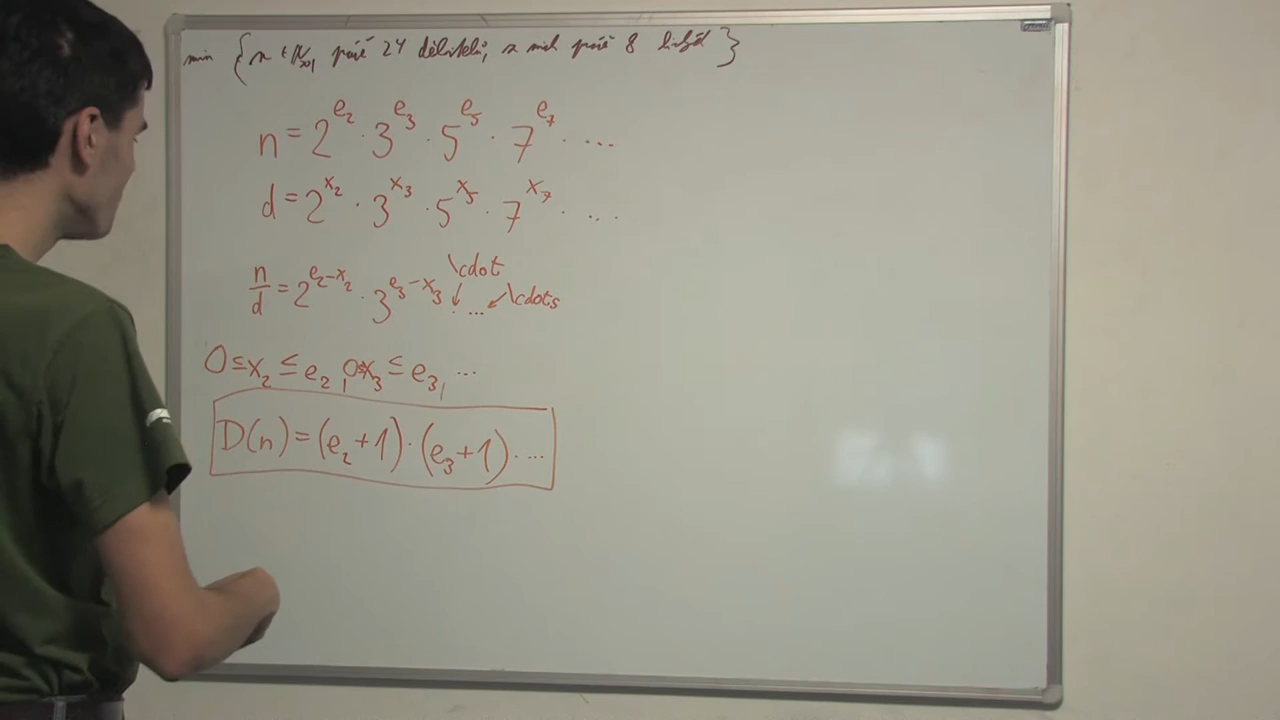 min { n ∈ ℕ≥1, právě 24 dělitelů, z nich právě 8 lichých }
n = 2^{e_2} · 3^{e_3} · 5^{e_5} · 7^{e_7} · ...
d = 2^{x_2} · 3^{x_3} · 5^{x_5} · 7^{x_7} · ...
n/d = 2^{e_2-x_2} · 3^{e_3-x_3} · ...
\cdot
\cdots
0 ≤ x_2 ≤ e_2, 0 ≤ x_3 ≤ e_3, ...
D(n) = (e_2+1) · (e_3+1) · ...